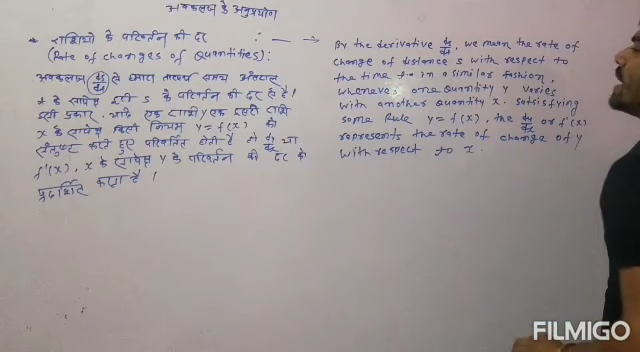 अवकलज के अनुप्रयोग
* राशियो के परिवर्तन की दर : — →
(Rate of changes of Quantities) :
अवकलज (ds/dt) से हमारा तात्पर्य समय अंतराल
t के सापेक्ष दूरी s के परिवर्तन की दर से है।
इसी प्रकार यदि एक राशि y एक दूसरी राशि
x के सापेक्ष किसी नियम y = f(x) को
संतुष्ट करते हुए परिवर्तित होती है तो dy/dx या
f'(x), x के सापेक्ष y के परिवर्तन की दर को
प्रदर्शित करता है।
By the derivative ds/dt, we mean the rate of
change of distance s with respect to
the time t in a similar fashion,
whenever one Quantity y varies
with another quantity x. satisfying
some Rule y = f(x), the dy/dx or f'(x)
represents the rate of change of y
with respect to x.
FILMIGO